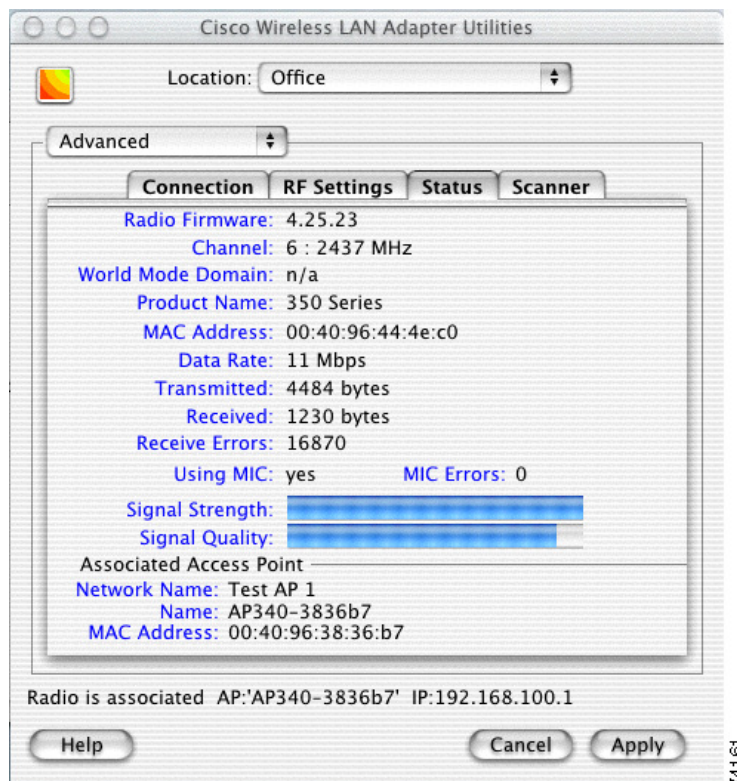 Cisco Wireless LAN Adapter Utilities
Location: Office
Advanced
Connection RF Settings Status Scanner
Radio Firmware: 4.25.23
Channel: 6 : 2437 MHz
World Mode Domain: n/a
Product Name: 350 Series
MAC Address: 00:40:96:44:4e:c0
Data Rate: 11 Mbps
Transmitted: 4484 bytes
Received: 1230 bytes
Receive Errors: 16870
Using MIC: yes MIC Errors: 0
Signal Strength:
Signal Quality:
Associated Access Point
Network Name: Test AP 1
Name: AP340-3836b7
MAC Address: 00:40:96:38:36:b7
Radio is associated AP:'AP340-3836b7' IP:192.168.100.1
Help Cancel Apply